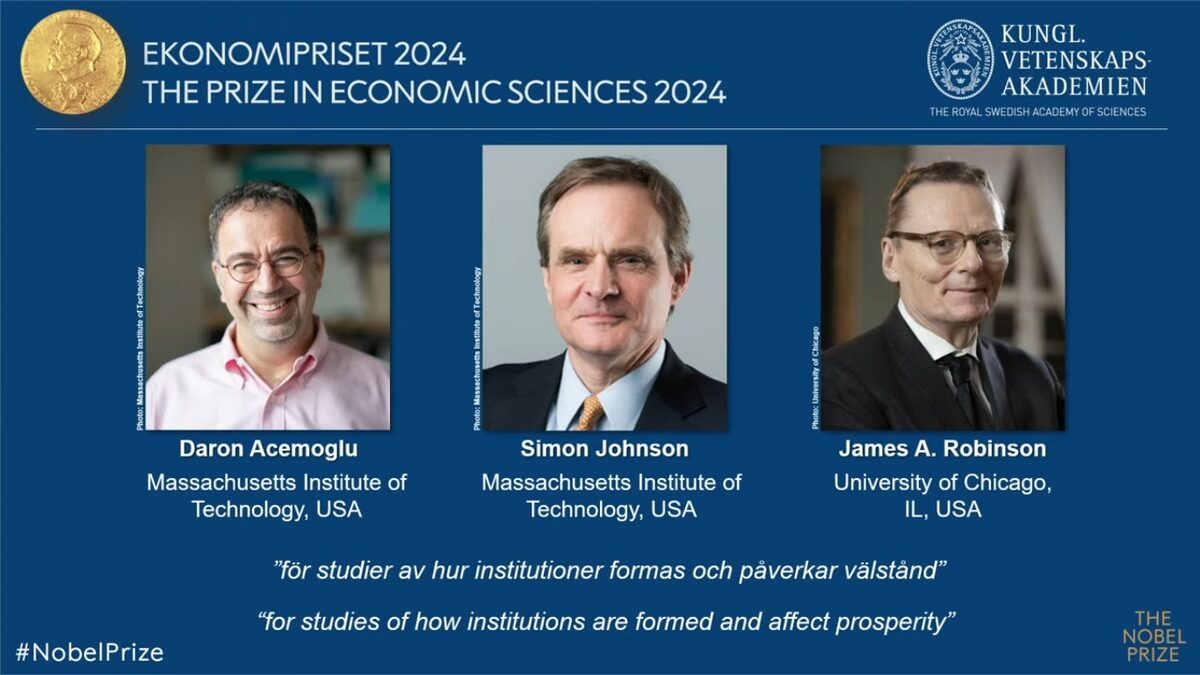 EKONOMIPRISET 2024
THE PRIZE IN ECONOMIC SCIENCES 2024
KUNGL.
VETENSKAPS-
AKADEMIEN
THE ROYAL SWEDISH ACADEMY OF SCIENCES
Photo: Massachusetts Institute of Technology
Photo: Massachusetts Institute of Technology
Photo: University of Chicago
Daron Acemoglu
Massachusetts Institute of
Technology, USA
Simon Johnson
Massachusetts Institute of
Technology, USA
James A. Robinson
University of Chicago,
IL, USA
”för studier av hur institutioner formas och påverkar välstånd”
“for studies of how institutions are formed and affect prosperity”
#NobelPrize
THE
NOBEL
PRIZE